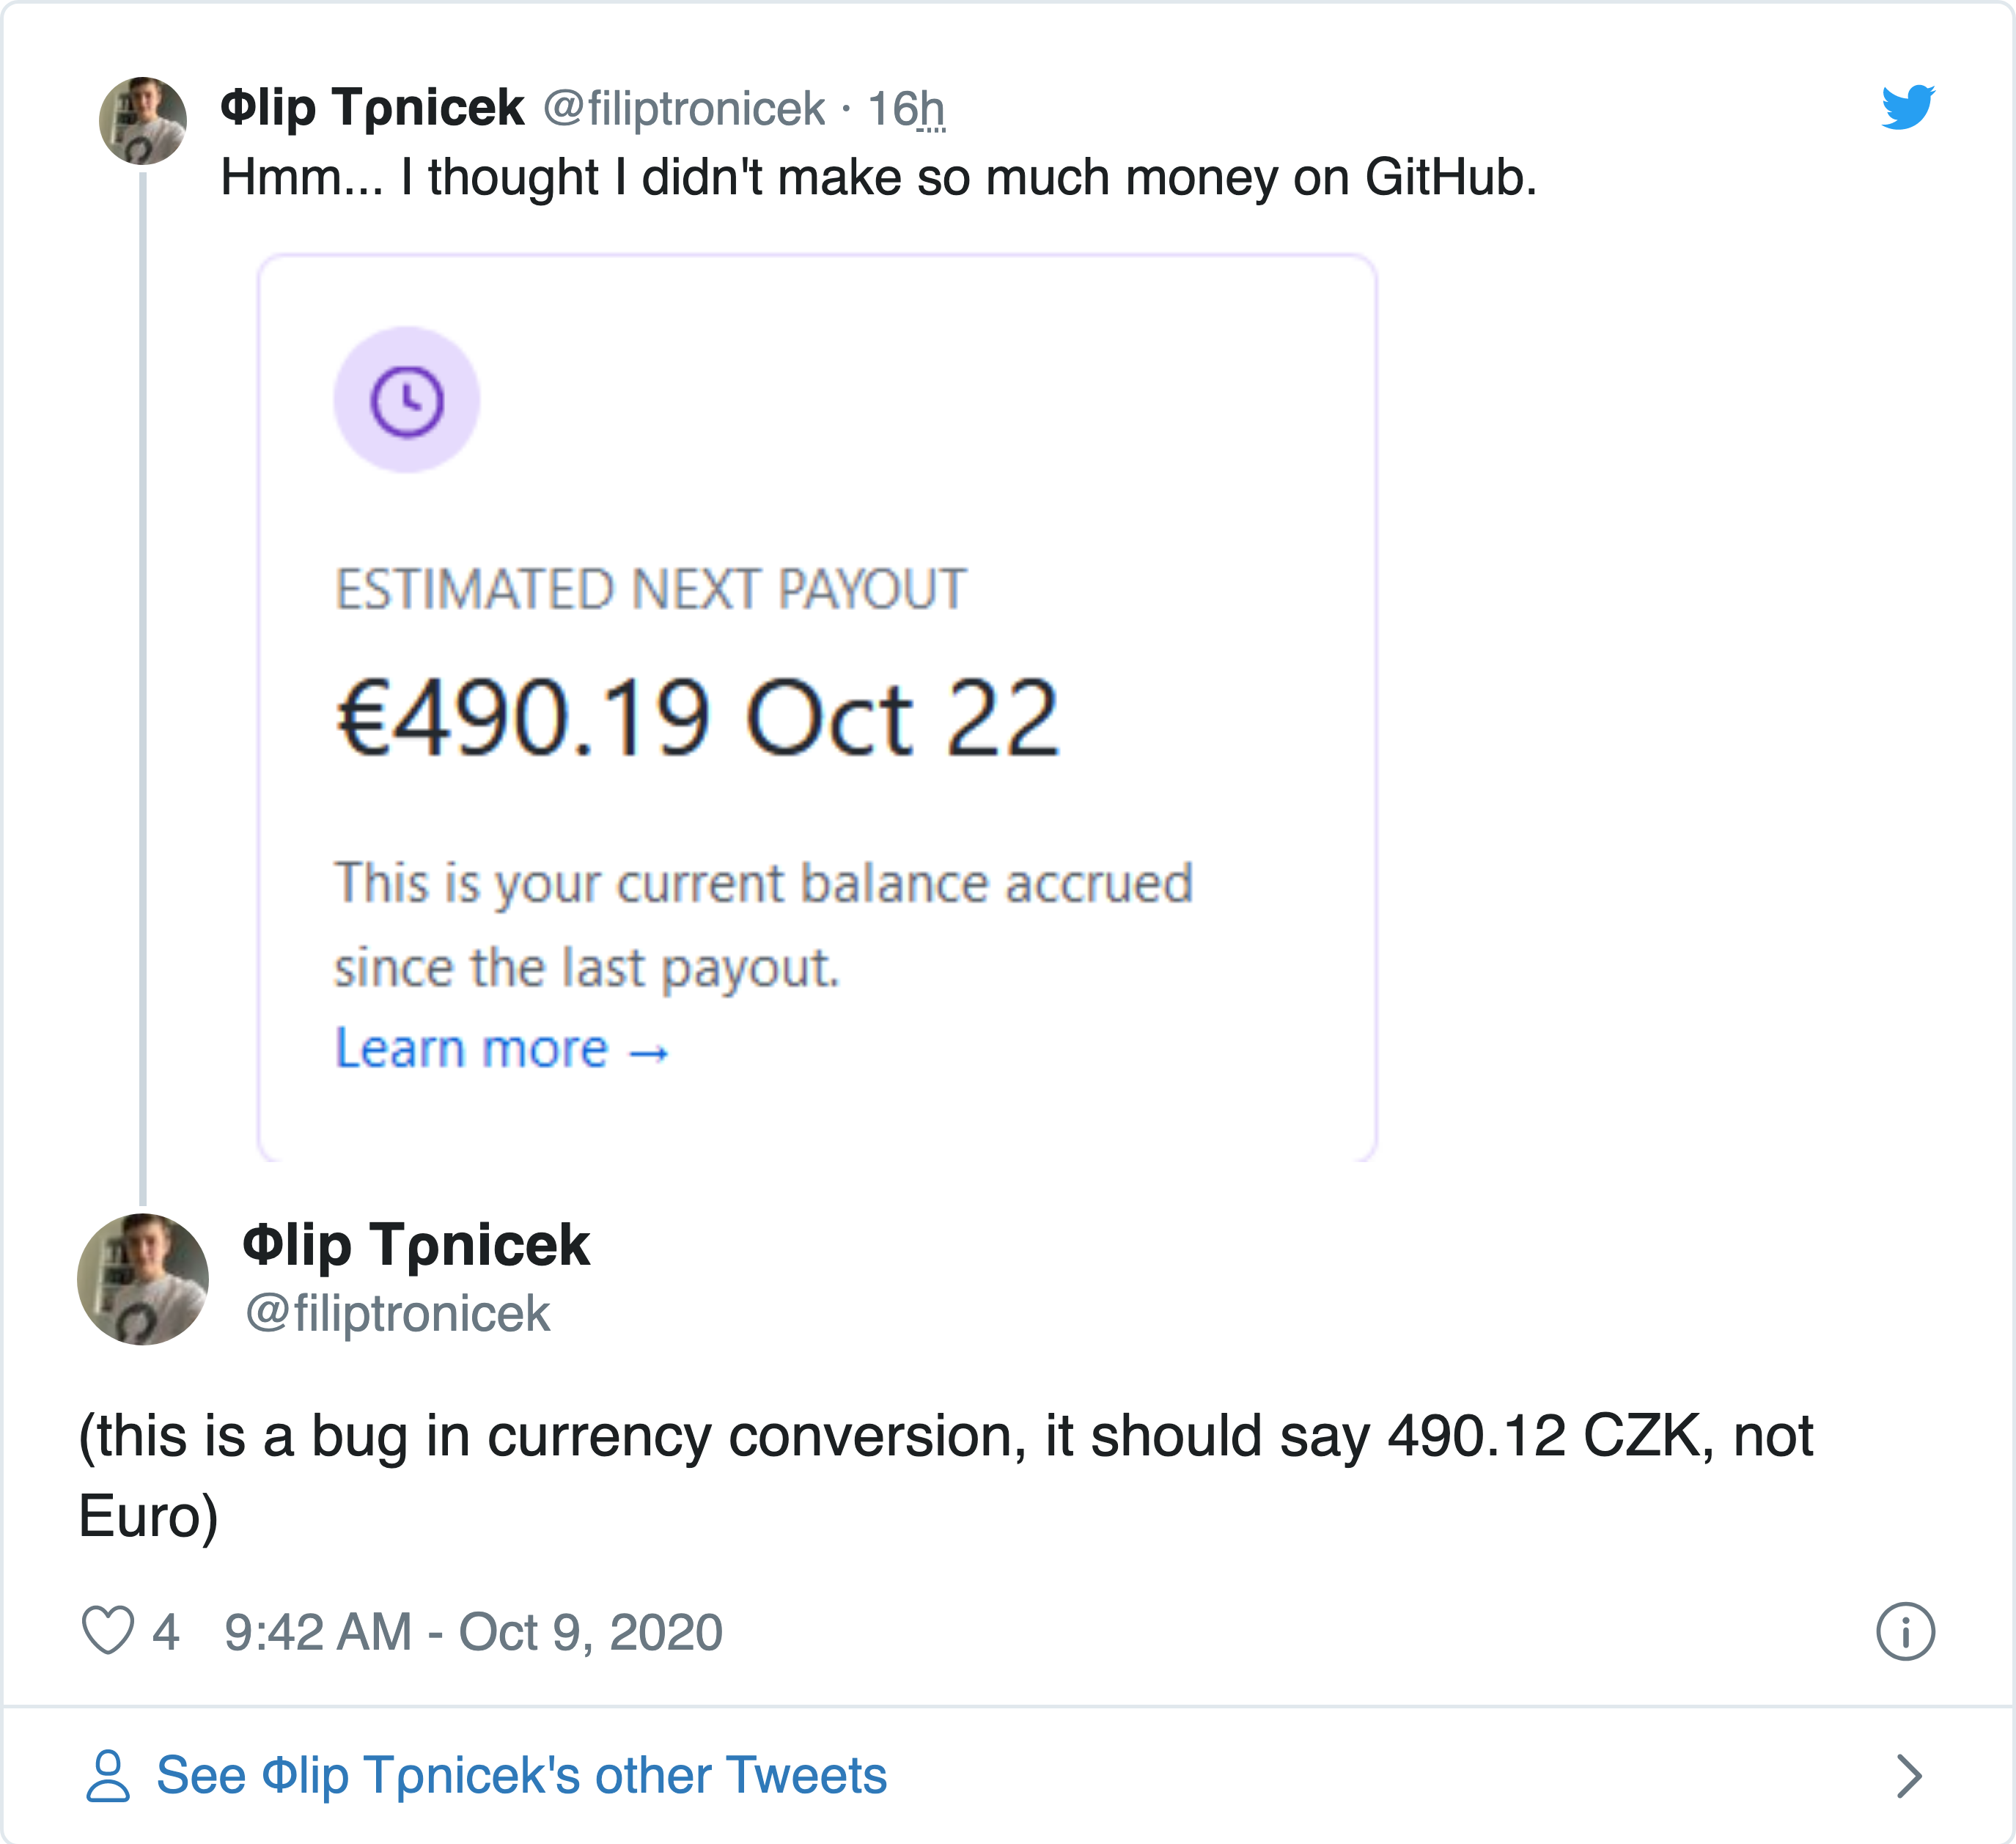 Φlip Tρnicek @filiptronicek · 16h
Hmm... I thought I didn't make so much money on GitHub.
ESTIMATED NEXT PAYOUT
€490.19 Oct 22
This is your current balance accrued
since the last payout.
Learn more →
Φlip Tρnicek
@filiptronicek
(this is a bug in currency conversion, it should say 490.12 CZK, not
Euro)
4 9:42 AM - Oct 9, 2020
See Φlip Tρnicek's other Tweets